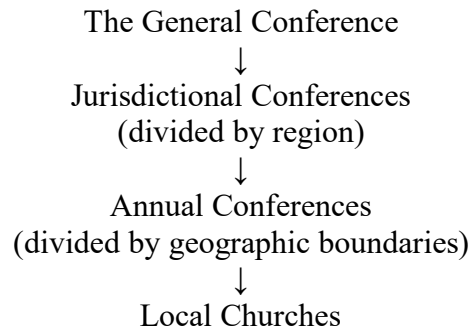 The General Conference
↓
Jurisdictional Conferences
(divided by region)
↓
Annual Conferences
(divided by geographic boundaries)
↓
Local Churches